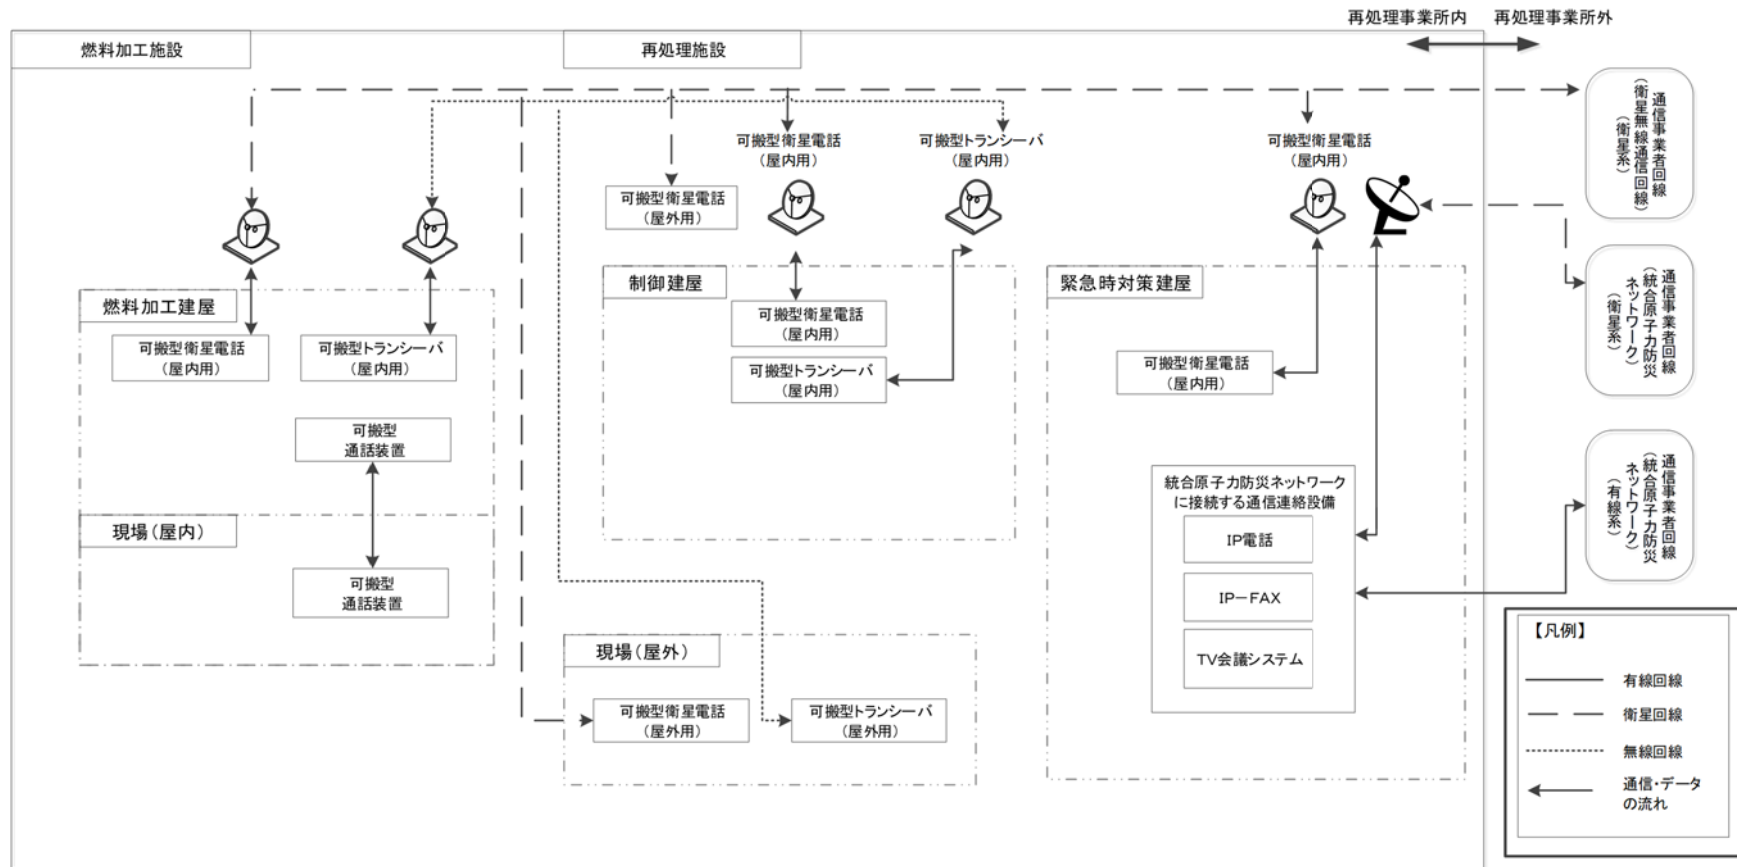 再処理事業所内
再処理事業所外
燃料加工施設
再処理施設
可搬型衛星電話
（屋内用）
可搬型トランシーバ
（屋内用）
可搬型衛星電話
（屋内用）
可搬型衛星電話
（屋外用）
通信事業者回線
（衛星無線通信回線）
（衛星系）
燃料加工建屋
制御建屋
緊急時対策建屋
可搬型衛星電話
（屋内用）
可搬型トランシーバ
（屋内用）
可搬型衛星電話
（屋内用）
可搬型トランシーバ
（屋内用）
可搬型衛星電話
（屋内用）
通信事業者回線
（統合原子力防災
ネットワーク）
（衛星系）
可搬型
通話装置
現場（屋内）
可搬型
通話装置
統合原子力防災ネットワーク
に接続する通信連絡設備
IP電話
IP－FAX
TV会議システム
通信事業者回線
（統合原子力防災
ネットワーク）
（有線系）
現場（屋外）
可搬型衛星電話
（屋外用）
可搬型トランシーバ
（屋外用）
【凡例】
有線回線
衛星回線
無線回線
通信・データ
の流れ